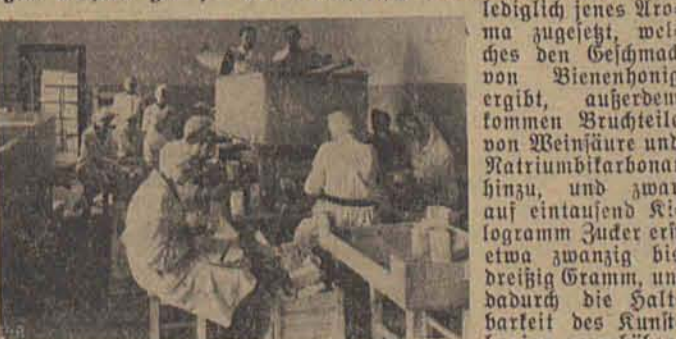 lediglich jenes Aro
ma zugesetzt, wel
ches den Geschmack
von Bienenhonig
ergibt, außerdem
kommen Bruchteile
von Weinsäure und
Natriumbikarbonat
hinzu, und zwar
auf eintausend Ki
logramm Zucker erst
etwa zwanzig bis
dreißig Gramm, um
dadurch die Halt
barkeit des Kunst